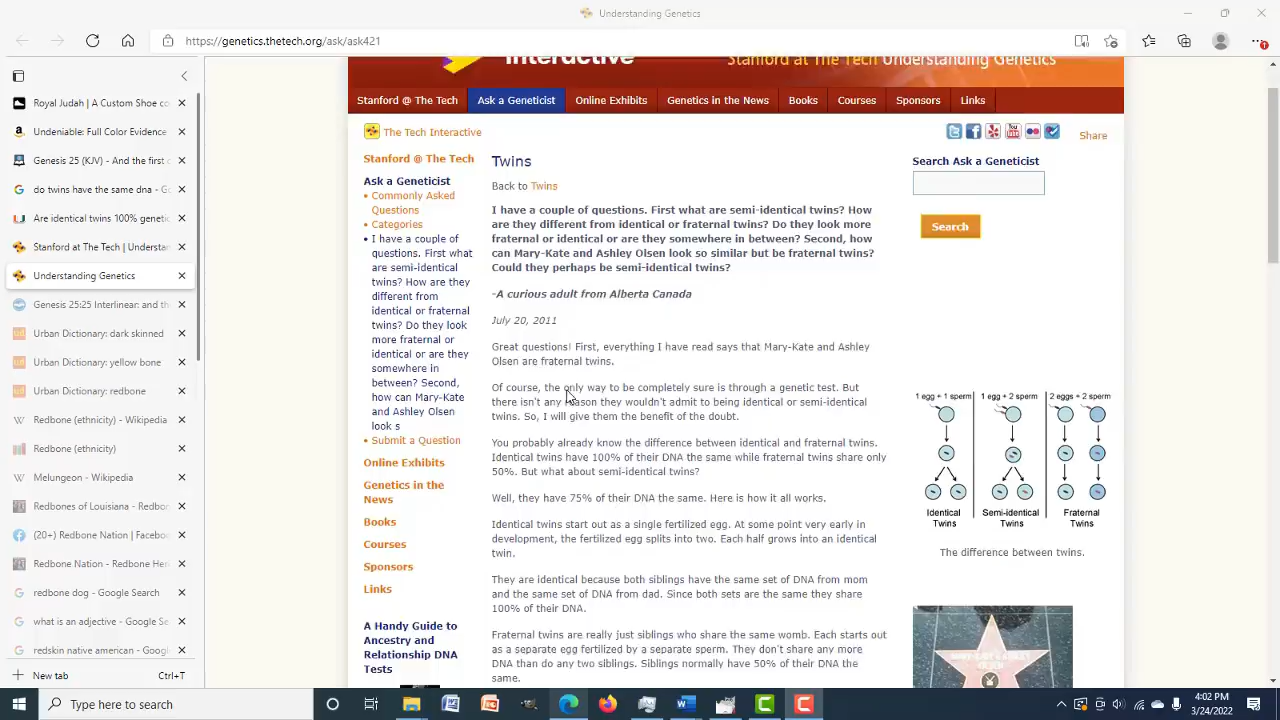 Understanding Genetics
https://genetics.thetech.org/ask/ask421
Royal Judah | A Custom Shoe co
Undeniable: Full Color Evidence
Genesis 25 (KJV) - And the first c
do twins have the same dna - Go
Are identical twins 100% genetic
Stanford at The Tech | Understan
Understanding Genetics
Genesis 25:25 Interlinear: and th
Urban Dictionary: dark skinned
Urban Dictionary: yellow bone
Urban Dictionary: redbone
Redbone (ethnicity) - Wikipedia
Redbone (ethnicity)
Melungeon - Wikipedia
Redbones of Louisiana - Redbon
(20+) Redbone Nation | Faceboo
Redbone Nation - Redbone Her
redbone dog - Google Search
what is an adjective - Google Se
redskin native american - Googl
New tab
Ctrl+
Interactive
Stanford at The Tech Understanding Genetics
Stanford @ The Tech
Ask a Geneticist
Online Exhibits
Genetics in the News
Books
Courses
Sponsors
Links
The Tech Interactive
You Tube
Share
Stanford @ The Tech
Ask a Geneticist
• Commonly Asked
Questions
• Categories
• I have a couple of
questions. First what
are semi-identical
twins? How are they
different from
identical or fraternal
twins? Do they look
more fraternal or
identical or are they
somewhere in
between? Second,
how can Mary-Kate
and Ashley Olsen
look s
• Submit a Question
Online Exhibits
Genetics in the
News
Books
Courses
Sponsors
Links
A Handy Guide to
Ancestry and
Relationship DNA
Tests
Twins
Back to Twins
I have a couple of questions. First what are semi-identical twins? How
are they different from identical or fraternal twins? Do they look more
fraternal or identical or are they somewhere in between? Second, how
can Mary-Kate and Ashley Olsen look so similar but be fraternal twins?
Could they perhaps be semi-identical twins?
-A curious adult from Alberta Canada
July 20, 2011
Great questions! First, everything I have read says that Mary-Kate and Ashley
Olsen are fraternal twins.
Of course, the only way to be completely sure is through a genetic test. But
there isn't any reason they wouldn't admit to being identical or semi-identical
twins. So, I will give them the benefit of the doubt.
You probably already know the difference between identical and fraternal twins.
Identical twins have 100% of their DNA the same while fraternal twins share only
50%. But what about semi-identical twins?
Well, they have 75% of their DNA the same. Here is how it all works.
Identical twins start out as a single fertilized egg. At some point very early in
development, the fertilized egg splits into two. Each half grows into an identical
twin.
They are identical because both siblings have the same set of DNA from mom
and the same set of DNA from dad. Since both sets are the same they share
100% of their DNA.
Fraternal twins are really just siblings who share the same womb. Each starts out
as a separate egg fertilized by a separate sperm. They don't share any more
DNA than do any two siblings. Siblings normally have 50% of their DNA the
same.
Search Ask a Geneticist
Search
1 egg + 1 sperm
1 egg + 2 sperm
2 eggs + 2 sperm
Identical
Twins
Semi-identical
Twins
Fraternal
Twins
The difference between twins.
Type here to search
4:02 PM
3/24/2022